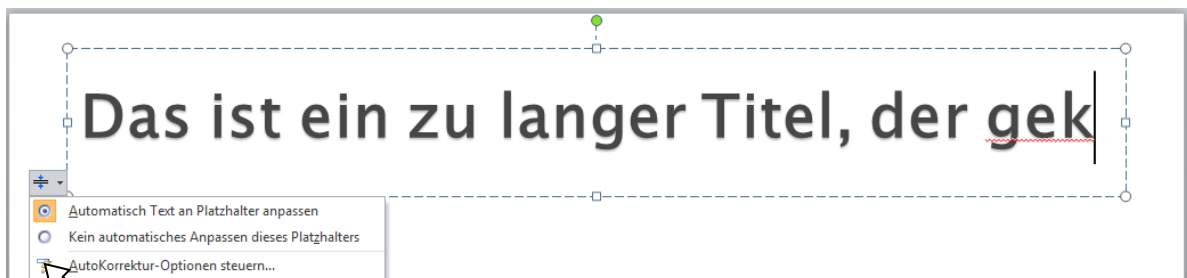 Das ist ein zu langer Titel, der gek
Automatisch Text an Platzhalter anpassen
Kein automatisches Anpassen dieses Platzhalters
AutoKorrektur-Optionen steuern...